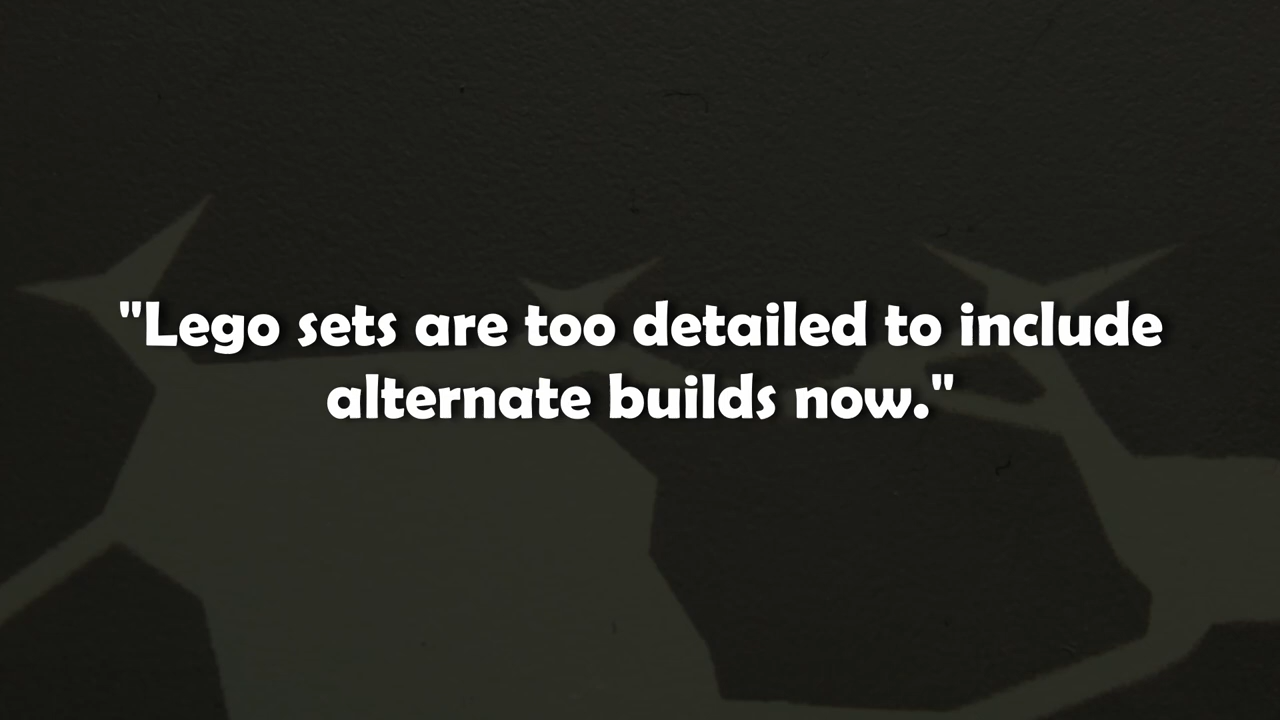 "Lego sets are too detailed to include
alternate builds now."